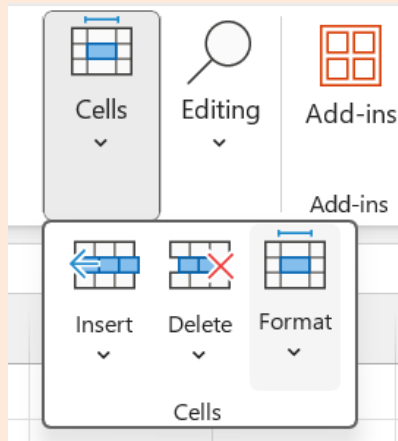 Cells
Editing
Add-ins
Add-ins
Insert
Delete
Format
Cells